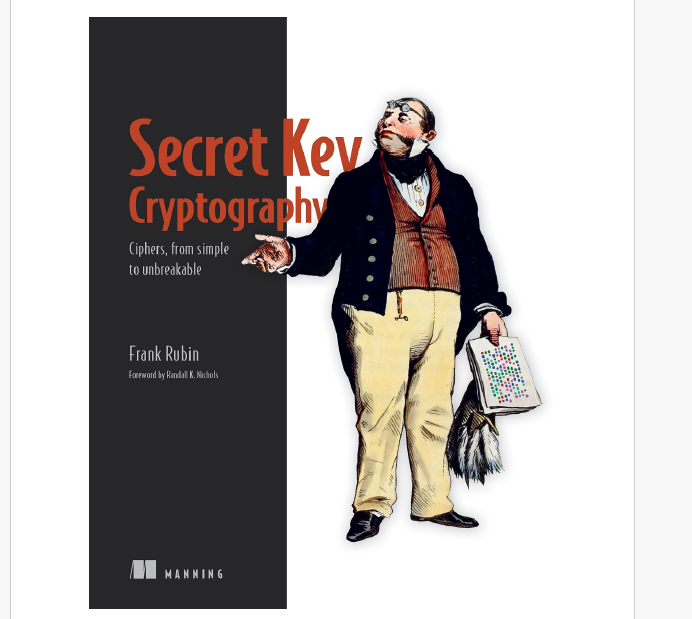 Secret Key
Cryptography
Ciphers, from simple
to unbreakable
Frank Rubin
Foreword by Randall K. Nichols
MANNING